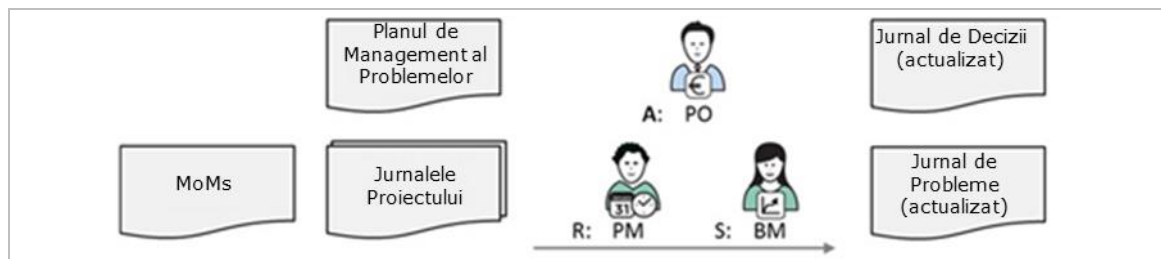 Planul de
Management al
Problemelor
A: PO
Jurnal de Decizii
(actualizat)
MoMs
Jurnalele
Proiectului
31
R: PM
S: BM
Jurnal de
Probleme
(actualizat)